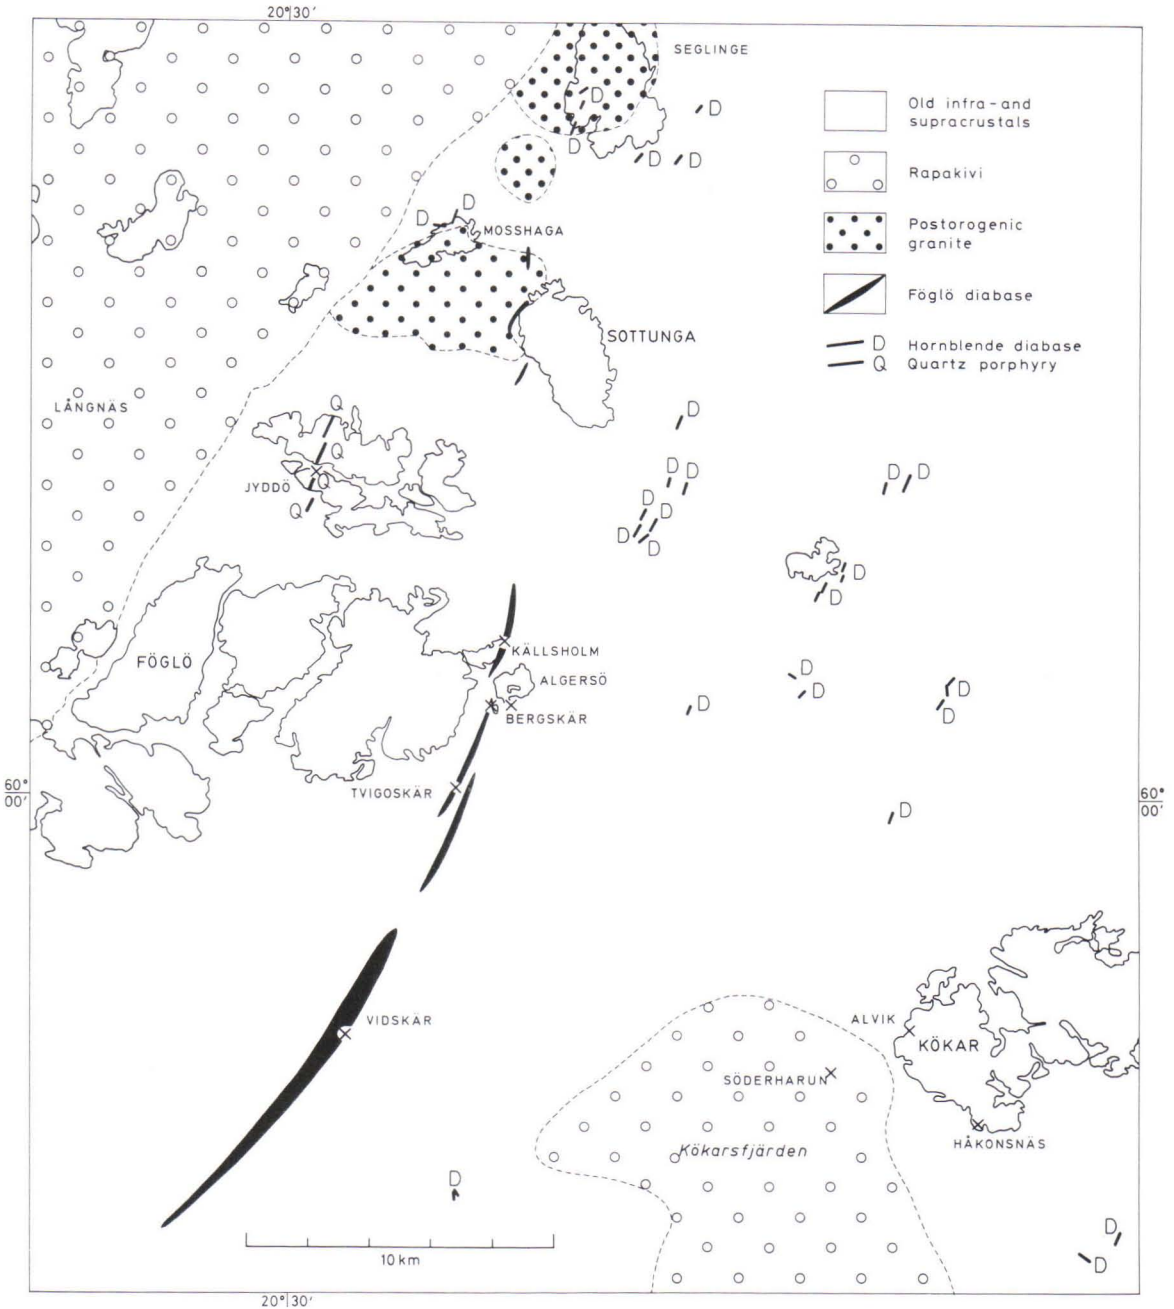 20°30′
SEGLINGE
D
D
D
D
D
D
D
MOSSHAGA
SOTTUNGA
Old infra-and
supracrustals
Rapakivi
Postorogenic
granite
Föglö diabase
D Hornblende diabase
Q Quartz porphyry
LÅNGNÄS
Q
Q
Q
Q
JYDDÖ
D
D
D
D
D
D
D
D
D
D
D
D
FÖGLÖ
KÄLLSHOLM
ALGERSÖ
BERGSKÄR
D
D
D
D
D
TVIGOSKÄR
60°
00′
60°
00′
D
VIDSKÄR
ALVIK
KÖKAR
SÖDERHARUN
HÅKONSNÄS
Kökarsfjärden
D
D
D
10 km
20°30′